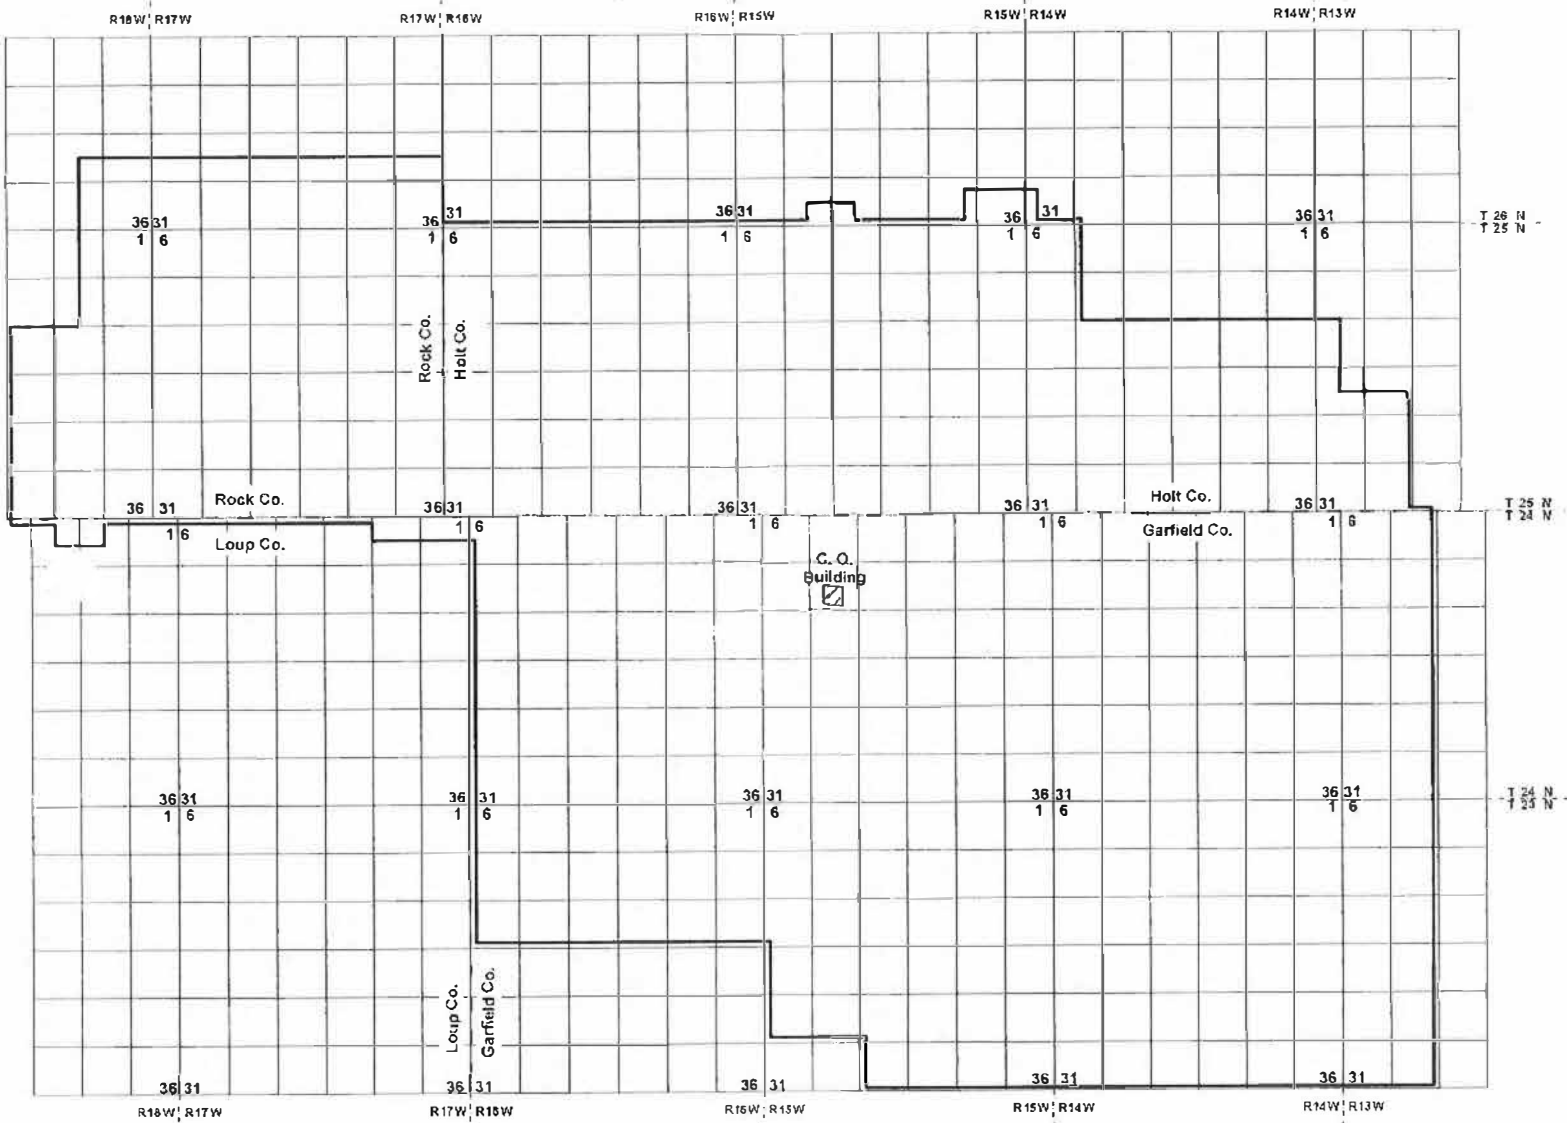 R18W R17W R17W R16W R16W R15W R15W R14W R14W R13W
36 31 36 31 36 31 36 31 36 31 T 26 N
1 6 1 6 1 6 1 6 1 6 T 25 N
Rock Co.
Holt Co.
Rock Co. Holt Co.
36 31 36 31 36 31 36 31 36 31 T 25 N
1 6 1 6 1 6 1 6 1 6 T 24 N
Loup Co. Garfield Co.
C. O.
Building
36 31 36 31 36 31 36 31 36 31 T 24 N
1 6 1 6 1 6 1 6 1 6 T 23 N
Loup Co.
Garfield Co.
36 31 36 31 36 31 36 31 36 31
R18W R17W R17W R16W R16W R15W R15W R14W R14W R13W